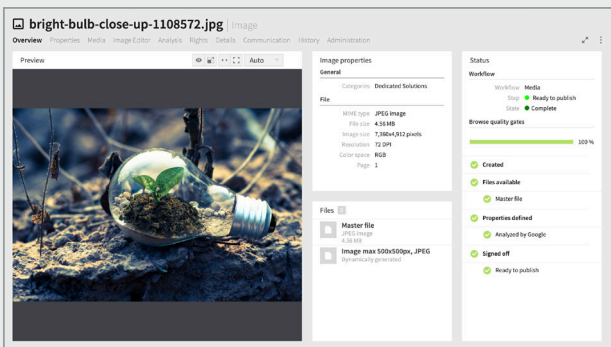 bright-bulb-close-up-1108572.jpg | Image
Overview Properties Media Image Editor Analysis Rights Details Communication History Administration
Preview
Auto
Image properties
General
Categories Dedicated Solutions
File
MIME type JPEG image
File size 4.56 MB
Image size 7,360x4,912 pixels
Resolution 72 DPI
Color space RGB
Page 1
Files
Master file
JPEG image
4.56 MB
Image max 500x500px, JPEG
Dynamically generated
Status
Workflow
Workflow Media
Step Ready to publish
State Complete
Browse quality gates
100 %
Created
Files available
Master file
Properties defined
Analyzed by Google
Signed off
Ready to publish